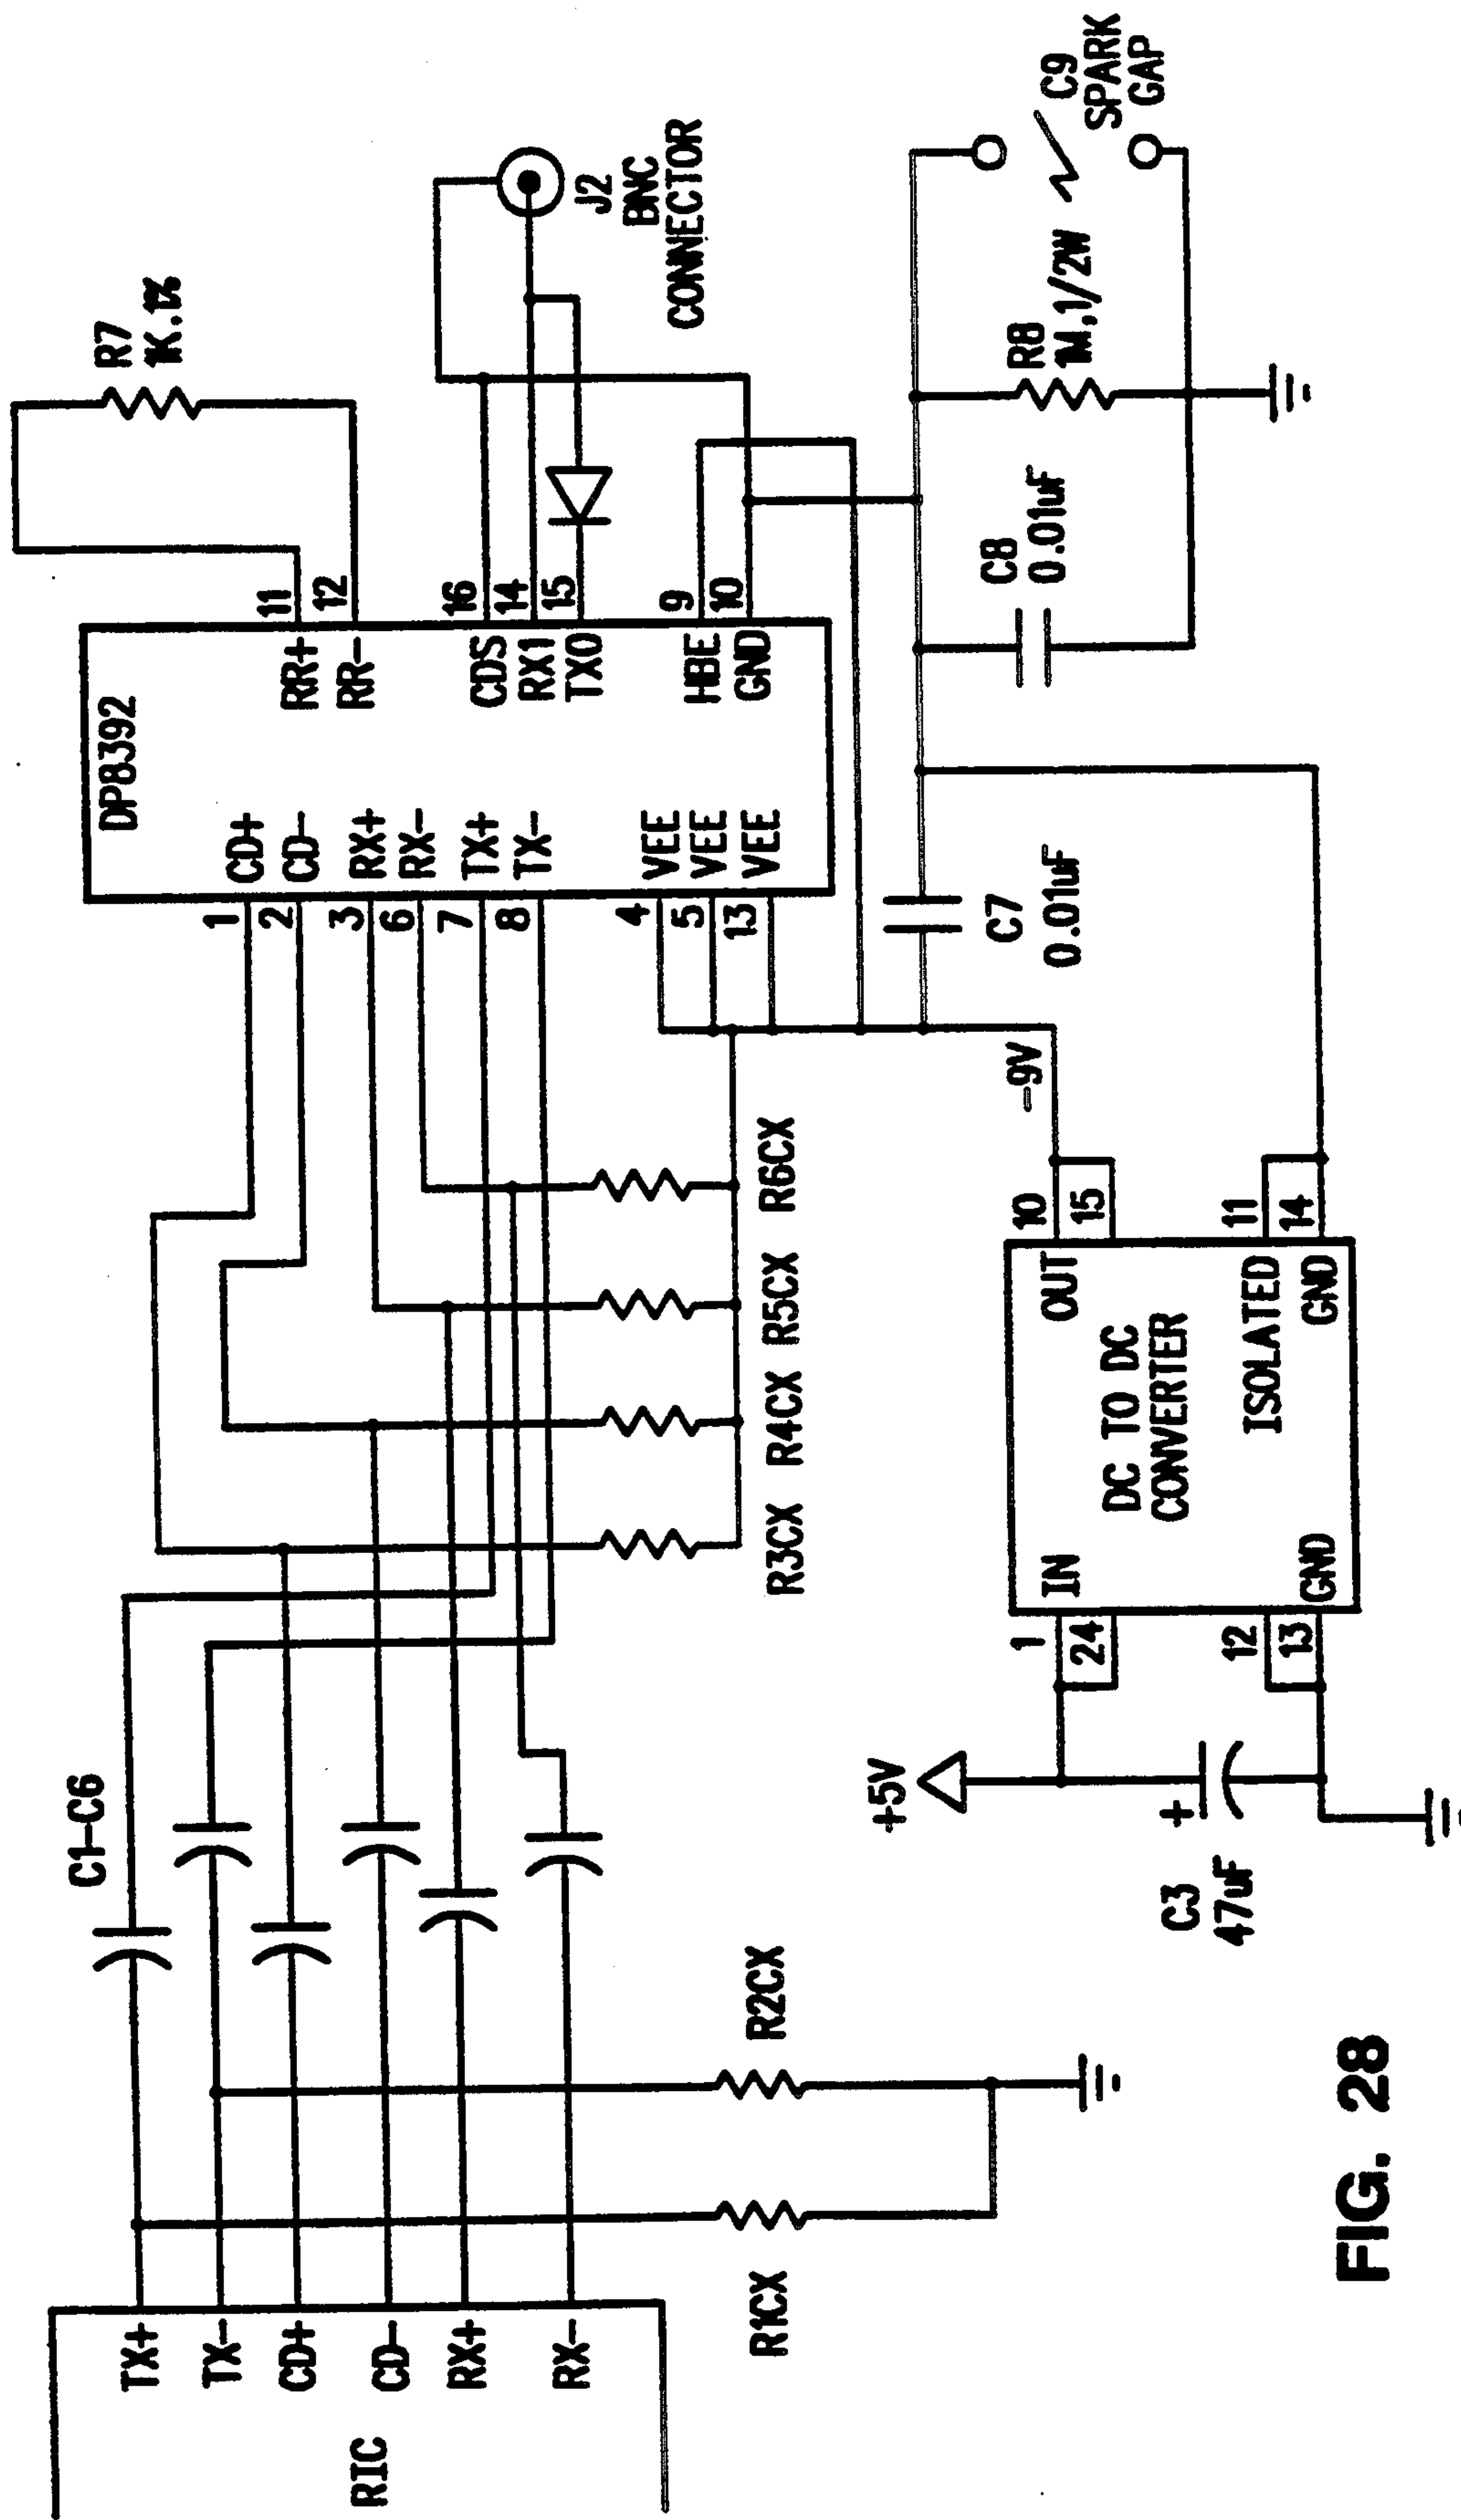 RIC
TX+
TX-
CD+
CD-
RX+
RX-
C1-C6
R1CX
R2CX
R3CX R4CX R5CX R6CX
DP8392
1
2
3
6
7
8
4
5
13
CD+
CD-
RX+
RX-
TX+
TX-
VEE
VEE
VEE
RR+
RR-
CDS
RX1
TXO
HBE
GND
11
12
16
14
15
9
10
R7
1K.1%
J2
BNC
CONNECTOR
+5V
C3
47uF
+
1
24
12
13
IN
GND
DC TO DC
CONVERTER
OUT
ISOLATED
GND
10
15
11
14
-9V
C7
0.01uF
C8
0.01uF
R8
1M,1/2W
C9
SPARK
GAP
FIG. 28